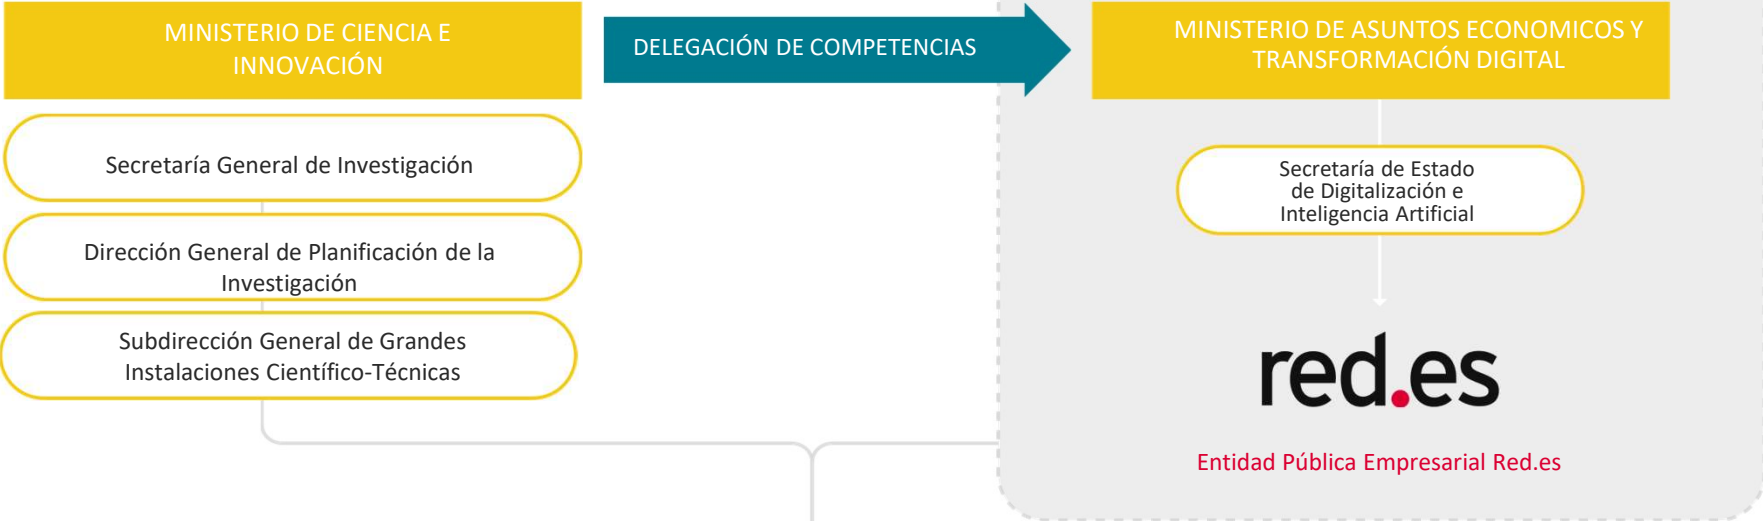 MINISTERIO DE CIENCIA E
INNOVACIÓN
DELEGACIÓN DE COMPETENCIAS
MINISTERIO DE ASUNTOS ECONOMICOS Y
TRANSFORMACIÓN DIGITAL
Secretaría General de Investigación
Dirección General de Planificación de la
Investigación
Subdirección General de Grandes
Instalaciones Científico-Técnicas
Secretaría de Estado
de Digitalización e
Inteligencia Artificial
red.es
Entidad Pública Empresarial Red.es